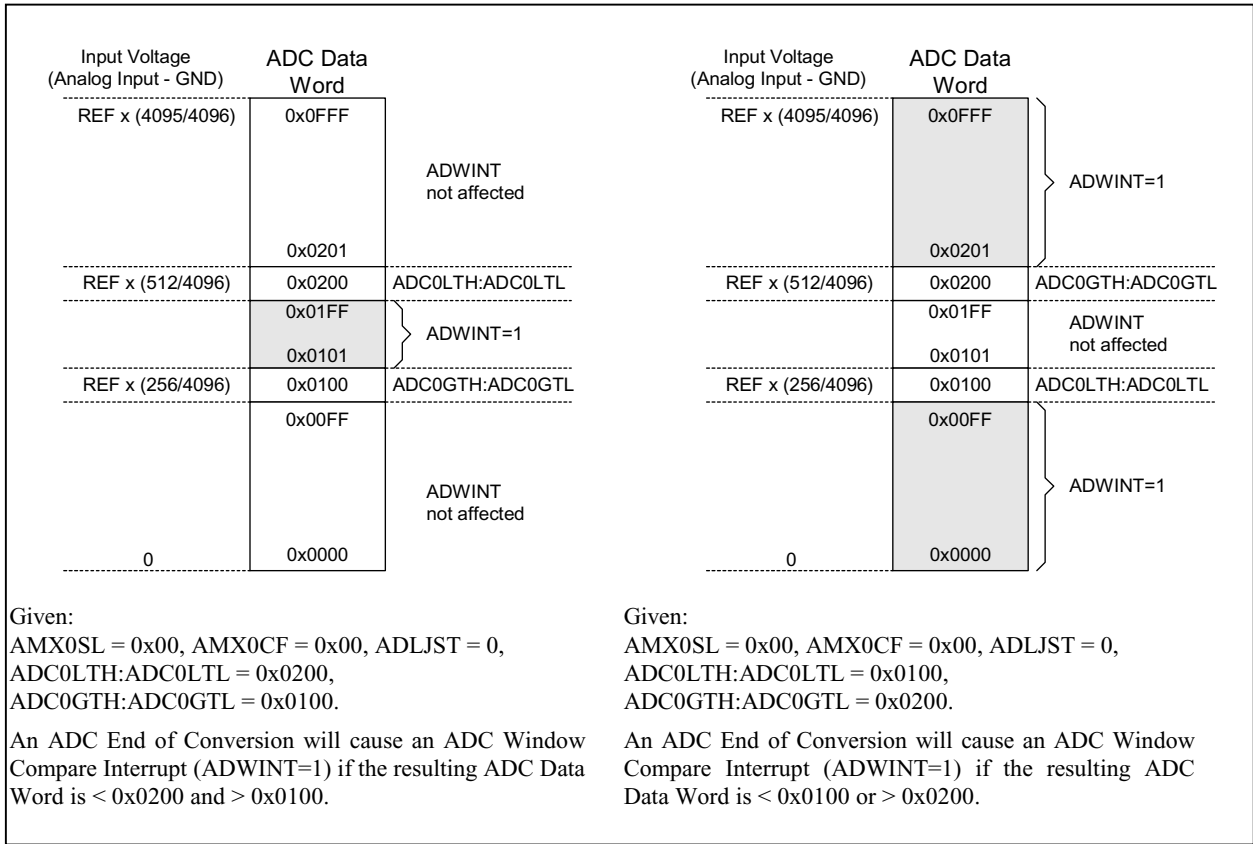 Input Voltage
(Analog Input - GND)
ADC Data
Word
REF x (4095/4096)
0x0FFF
ADWINT
not affected
0x0201
REF x (512/4096)
0x0200
ADC0LTH:ADC0LTL
0x01FF
ADWINT=1
0x0101
REF x (256/4096)
0x0100
ADC0GTH:ADC0GTL
0x00FF
ADWINT
not affected
0
0x0000
Given:
AMX0SL = 0x00, AMX0CF = 0x00, ADLJST = 0,
ADC0LTH:ADC0LTL = 0x0200,
ADC0GTH:ADC0GTL = 0x0100.
An ADC End of Conversion will cause an ADC Window
Compare Interrupt (ADWINT=1) if the resulting ADC Data
Word is < 0x0200 and > 0x0100.
Input Voltage
(Analog Input - GND)
ADC Data
Word
REF x (4095/4096)
0x0FFF
ADWINT=1
0x0201
REF x (512/4096)
0x0200
ADC0GTH:ADC0GTL
0x01FF
ADWINT
not affected
0x0101
REF x (256/4096)
0x0100
ADC0LTH:ADC0LTL
0x00FF
ADWINT=1
0
0x0000
Given:
AMX0SL = 0x00, AMX0CF = 0x00, ADLJST = 0,
ADC0LTH:ADC0LTL = 0x0100,
ADC0GTH:ADC0GTL = 0x0200.
An ADC End of Conversion will cause an ADC Window
Compare Interrupt (ADWINT=1) if the resulting ADC
Data Word is < 0x0100 or > 0x0200.